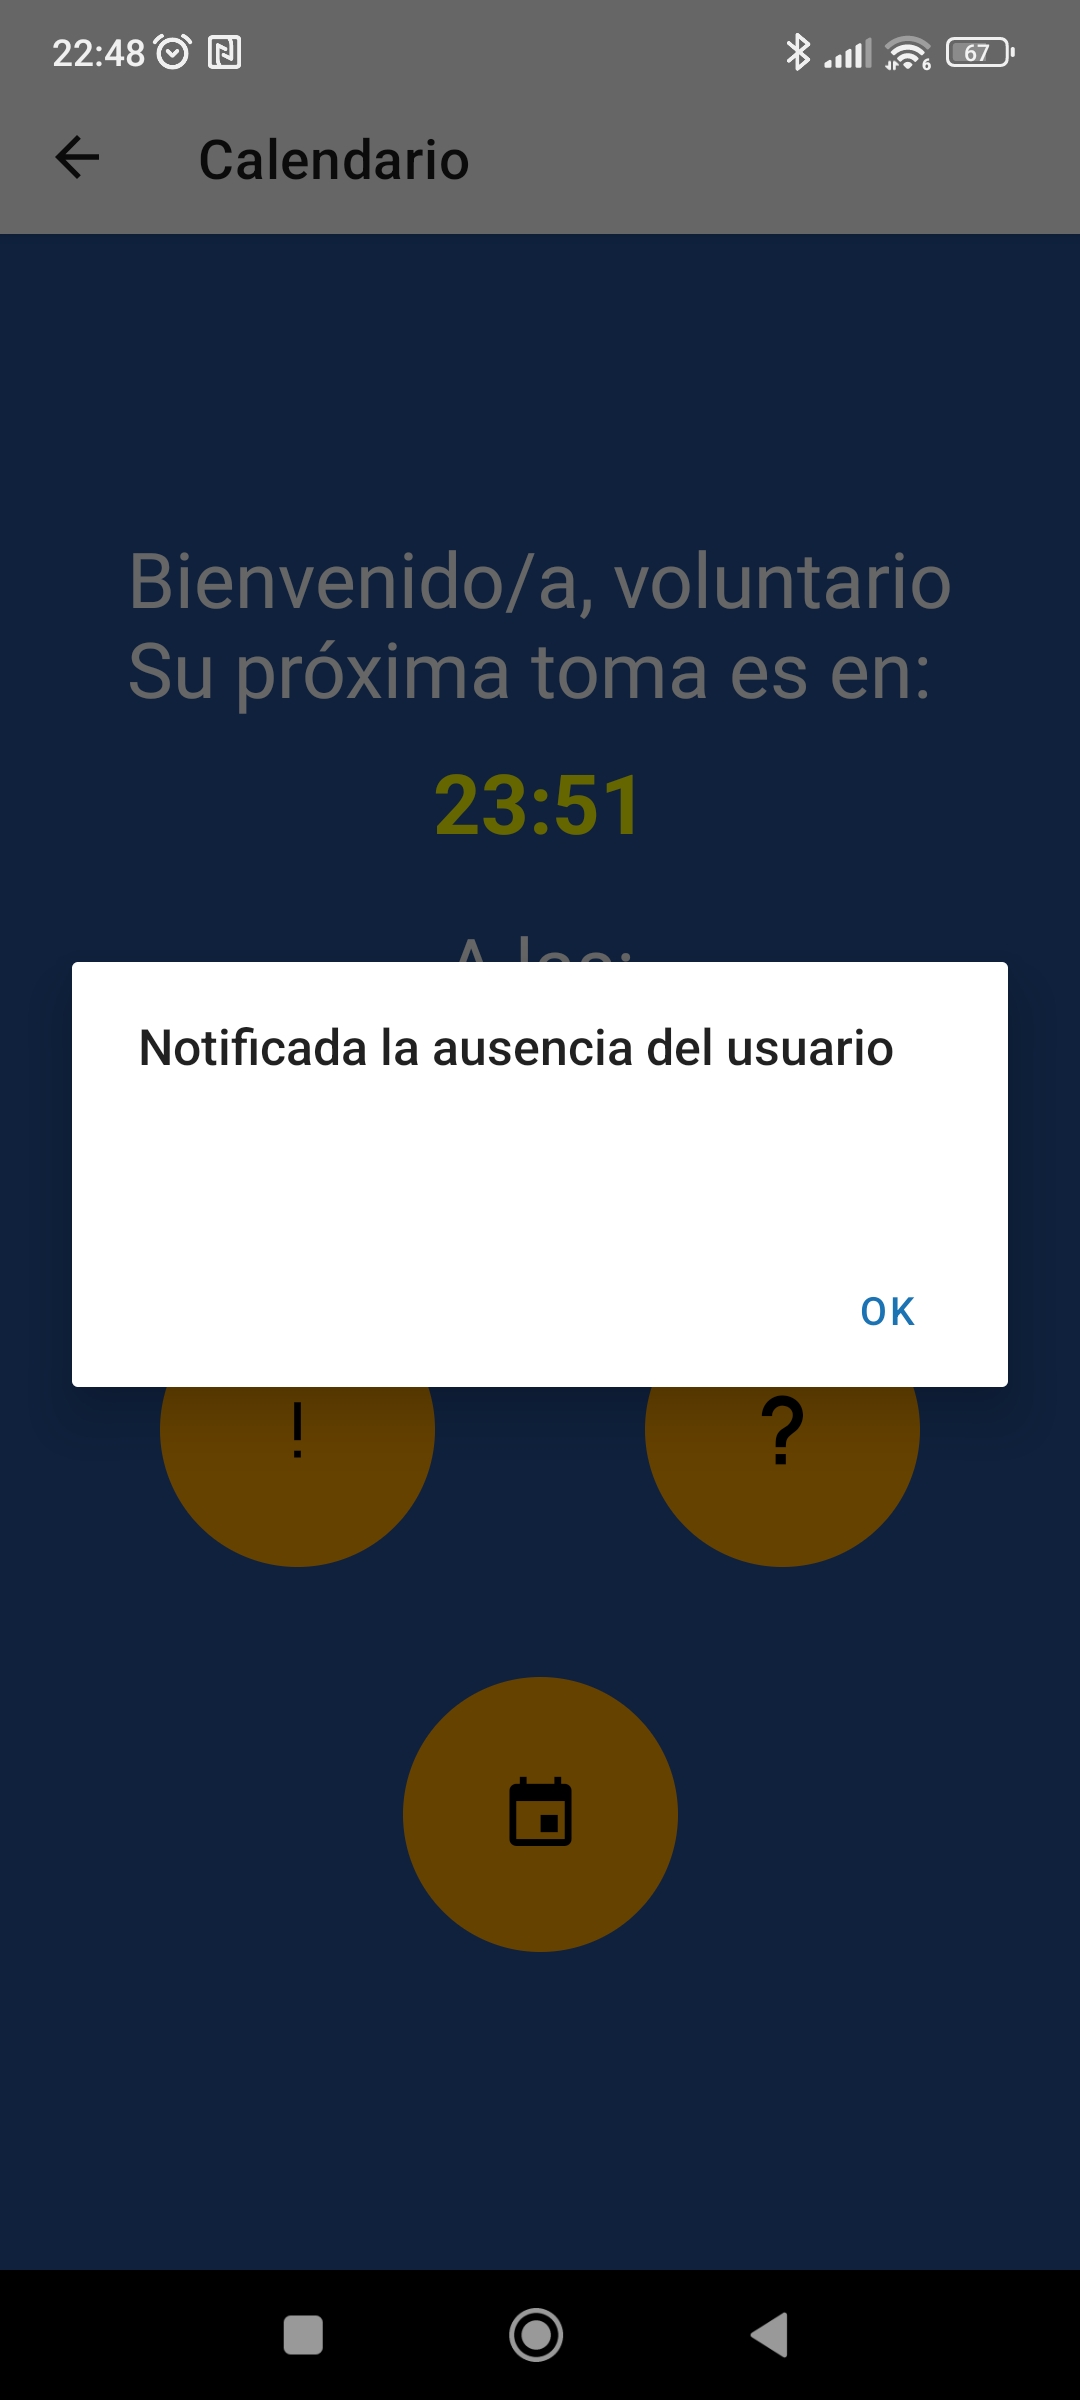 22:48
67
6
Calendario
Bienvenido/a, voluntario
Su próxima toma es en:
23:51
Notificada la ausencia del usuario
OK
!
?